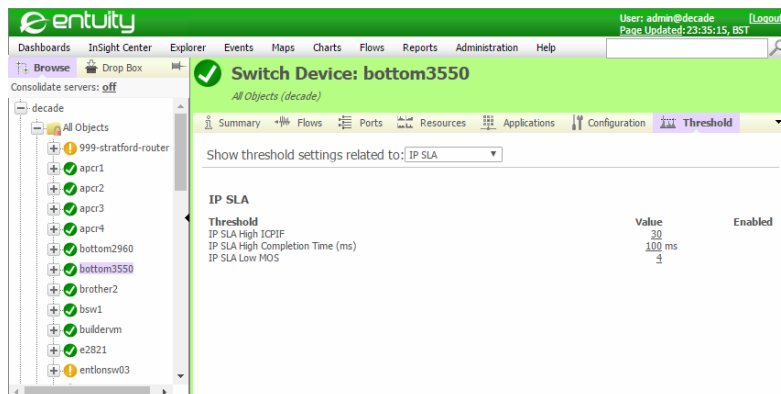 entuity
User: admin@decade [Logout
Page Updated: 23:35:15, BST
Dashboards InSight Center Explorer Events Maps Charts Flows Reports Administration Help
Browse Drop Box
Consolidate servers: off
decade
All Objects
999-stratford-router
apcr1
apcr2
apcr3
apcr4
bottom2960
bottom3550
brother2
bsw1
buildervm
e2821
entlonsw03
Switch Device: bottom3550
All Objects (decade)
Summary Flows Ports Resources Applications Configuration Threshold
Show threshold settings related to: IP SLA
IP SLA
Threshold Value Enabled
IP SLA High ICPIF 30
IP SLA High Completion Time (ms) 100 ms
IP SLA Low MOS 4